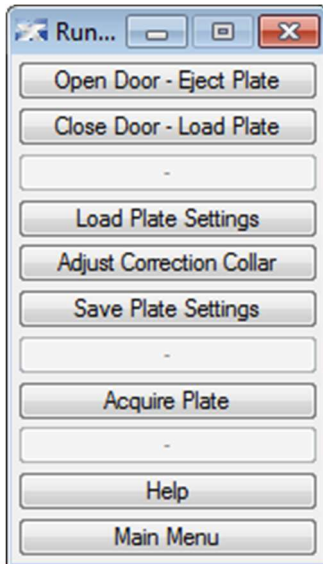 Run...
Open Door - Eject Plate
Close Door - Load Plate
-
Load Plate Settings
Adjust Correction Collar
Save Plate Settings
-
Acquire Plate
-
Help
Main Menu